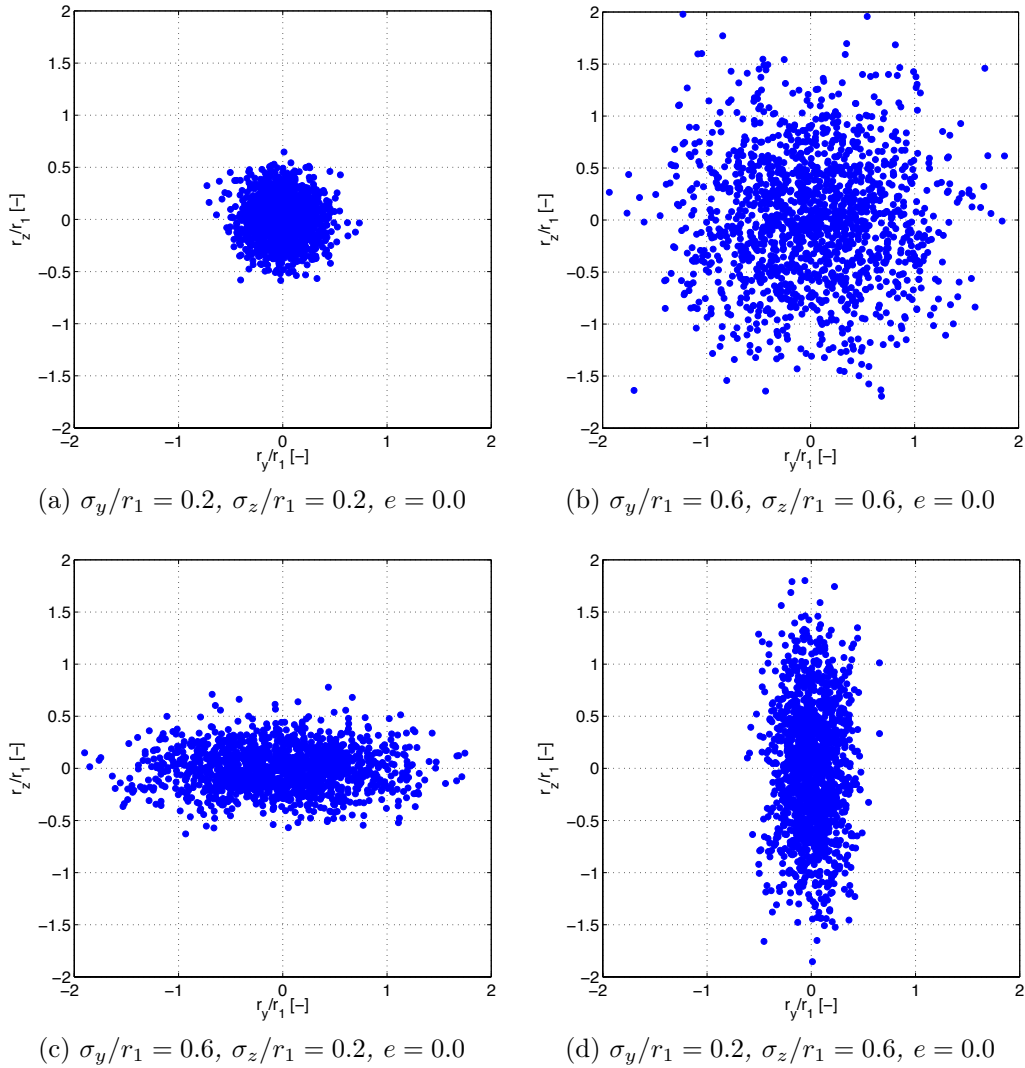 2
1.5
1
0.5
0
−0.5
−1
−1.5
−2
−2 −1 0 1 2
r_z/r_1 [−]
r_y/r_1 [−]
(a) σ_y/r_1 = 0.2, σ_z/r_1 = 0.2, e = 0.0
2
1.5
1
0.5
0
−0.5
−1
−1.5
−2
−2 −1 0 1 2
r_z/r_1 [−]
r_y/r_1 [−]
(b) σ_y/r_1 = 0.6, σ_z/r_1 = 0.6, e = 0.0
2
1.5
1
0.5
0
−0.5
−1
−1.5
−2
−2 −1 0 1 2
r_z/r_1 [−]
r_y/r_1 [−]
(c) σ_y/r_1 = 0.6, σ_z/r_1 = 0.2, e = 0.0
2
1.5
1
0.5
0
−0.5
−1
−1.5
−2
−2 −1 0 1 2
r_z/r_1 [−]
r_y/r_1 [−]
(d) σ_y/r_1 = 0.2, σ_z/r_1 = 0.6, e = 0.0